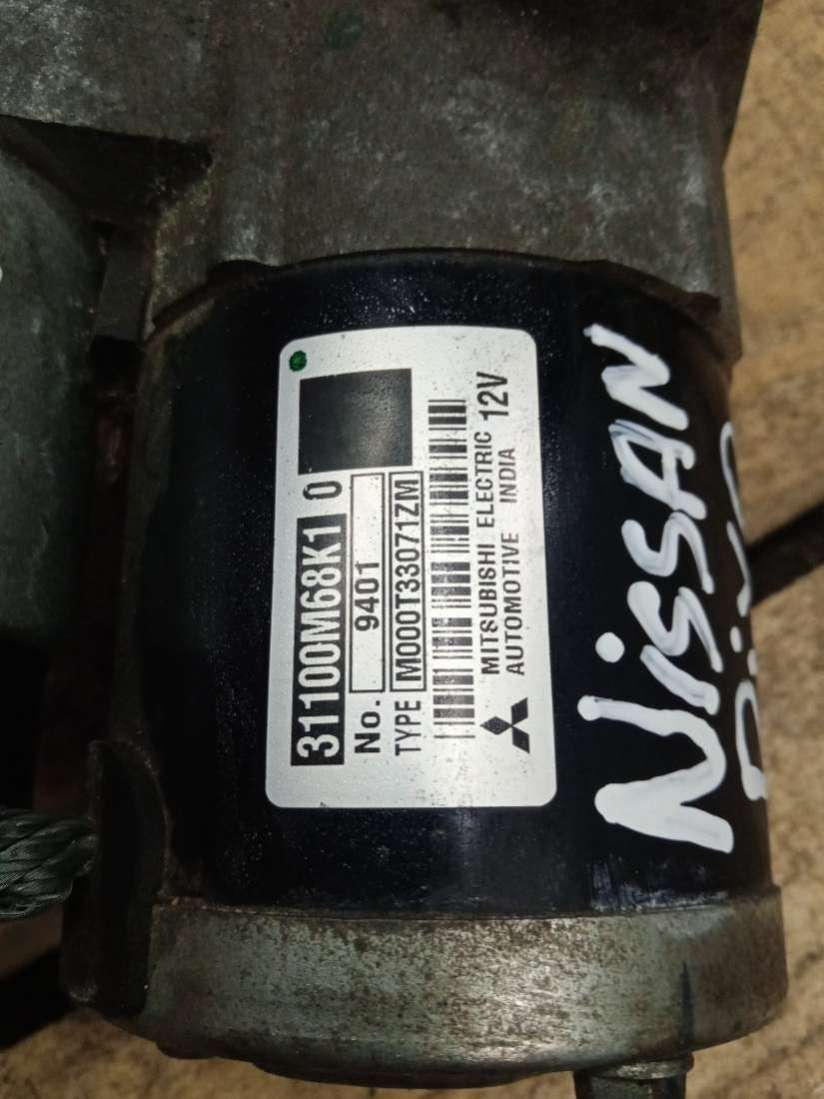 31100M68K1 0
No. 9401
TYPE M000T33071ZM
MITSUBISHI ELECTRIC
AUTOMOTIVE INDIA
12V
NiSSAN